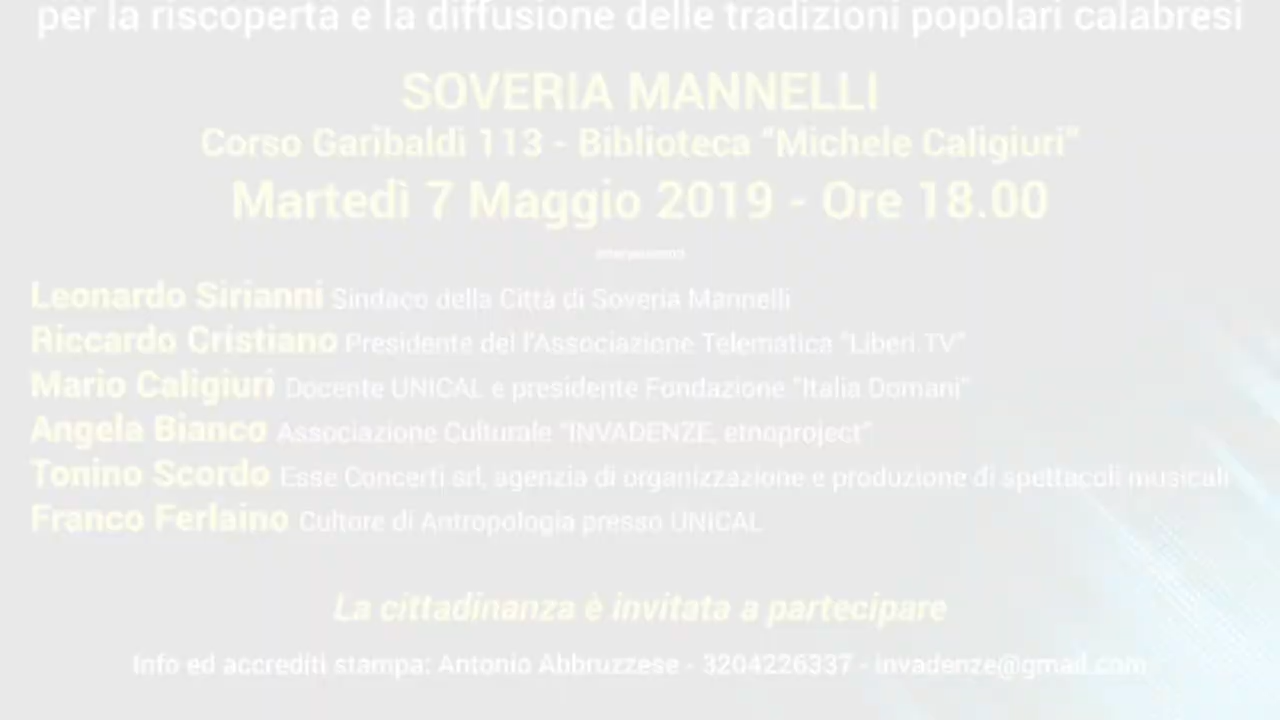 per la riscoperta e la diffusione delle tradizioni popolari calabresi
SOVERIA MANNELLI
Corso Garibaldi 113 - Biblioteca "Michele Caligiuri"
Martedì 7 Maggio 2019 - Ore 18.00
Leonardo Sirianni Sindaco della Città di Soveria Mannelli
Riccardo Cristiano Presidente del l'Associazione Telematica "Liberi.TV"
Mario Caligiuri Docente UNICAL e presidente Fondazione "Italia Domani"
Angela Bianco Associazione Culturale "INVADENZE, etnoproject"
Tonino Scordo Esse Concerti srl, agenzia di organizzazione e produzione di spettacoli musicali
Franco Ferlaino Cultore di Antropologia presso UNICAL
La cittadinanza è invitata a partecipare
Info ed accrediti stampa: Antonio Abbruzzese - 3204226337 - invadenze@gmail.com